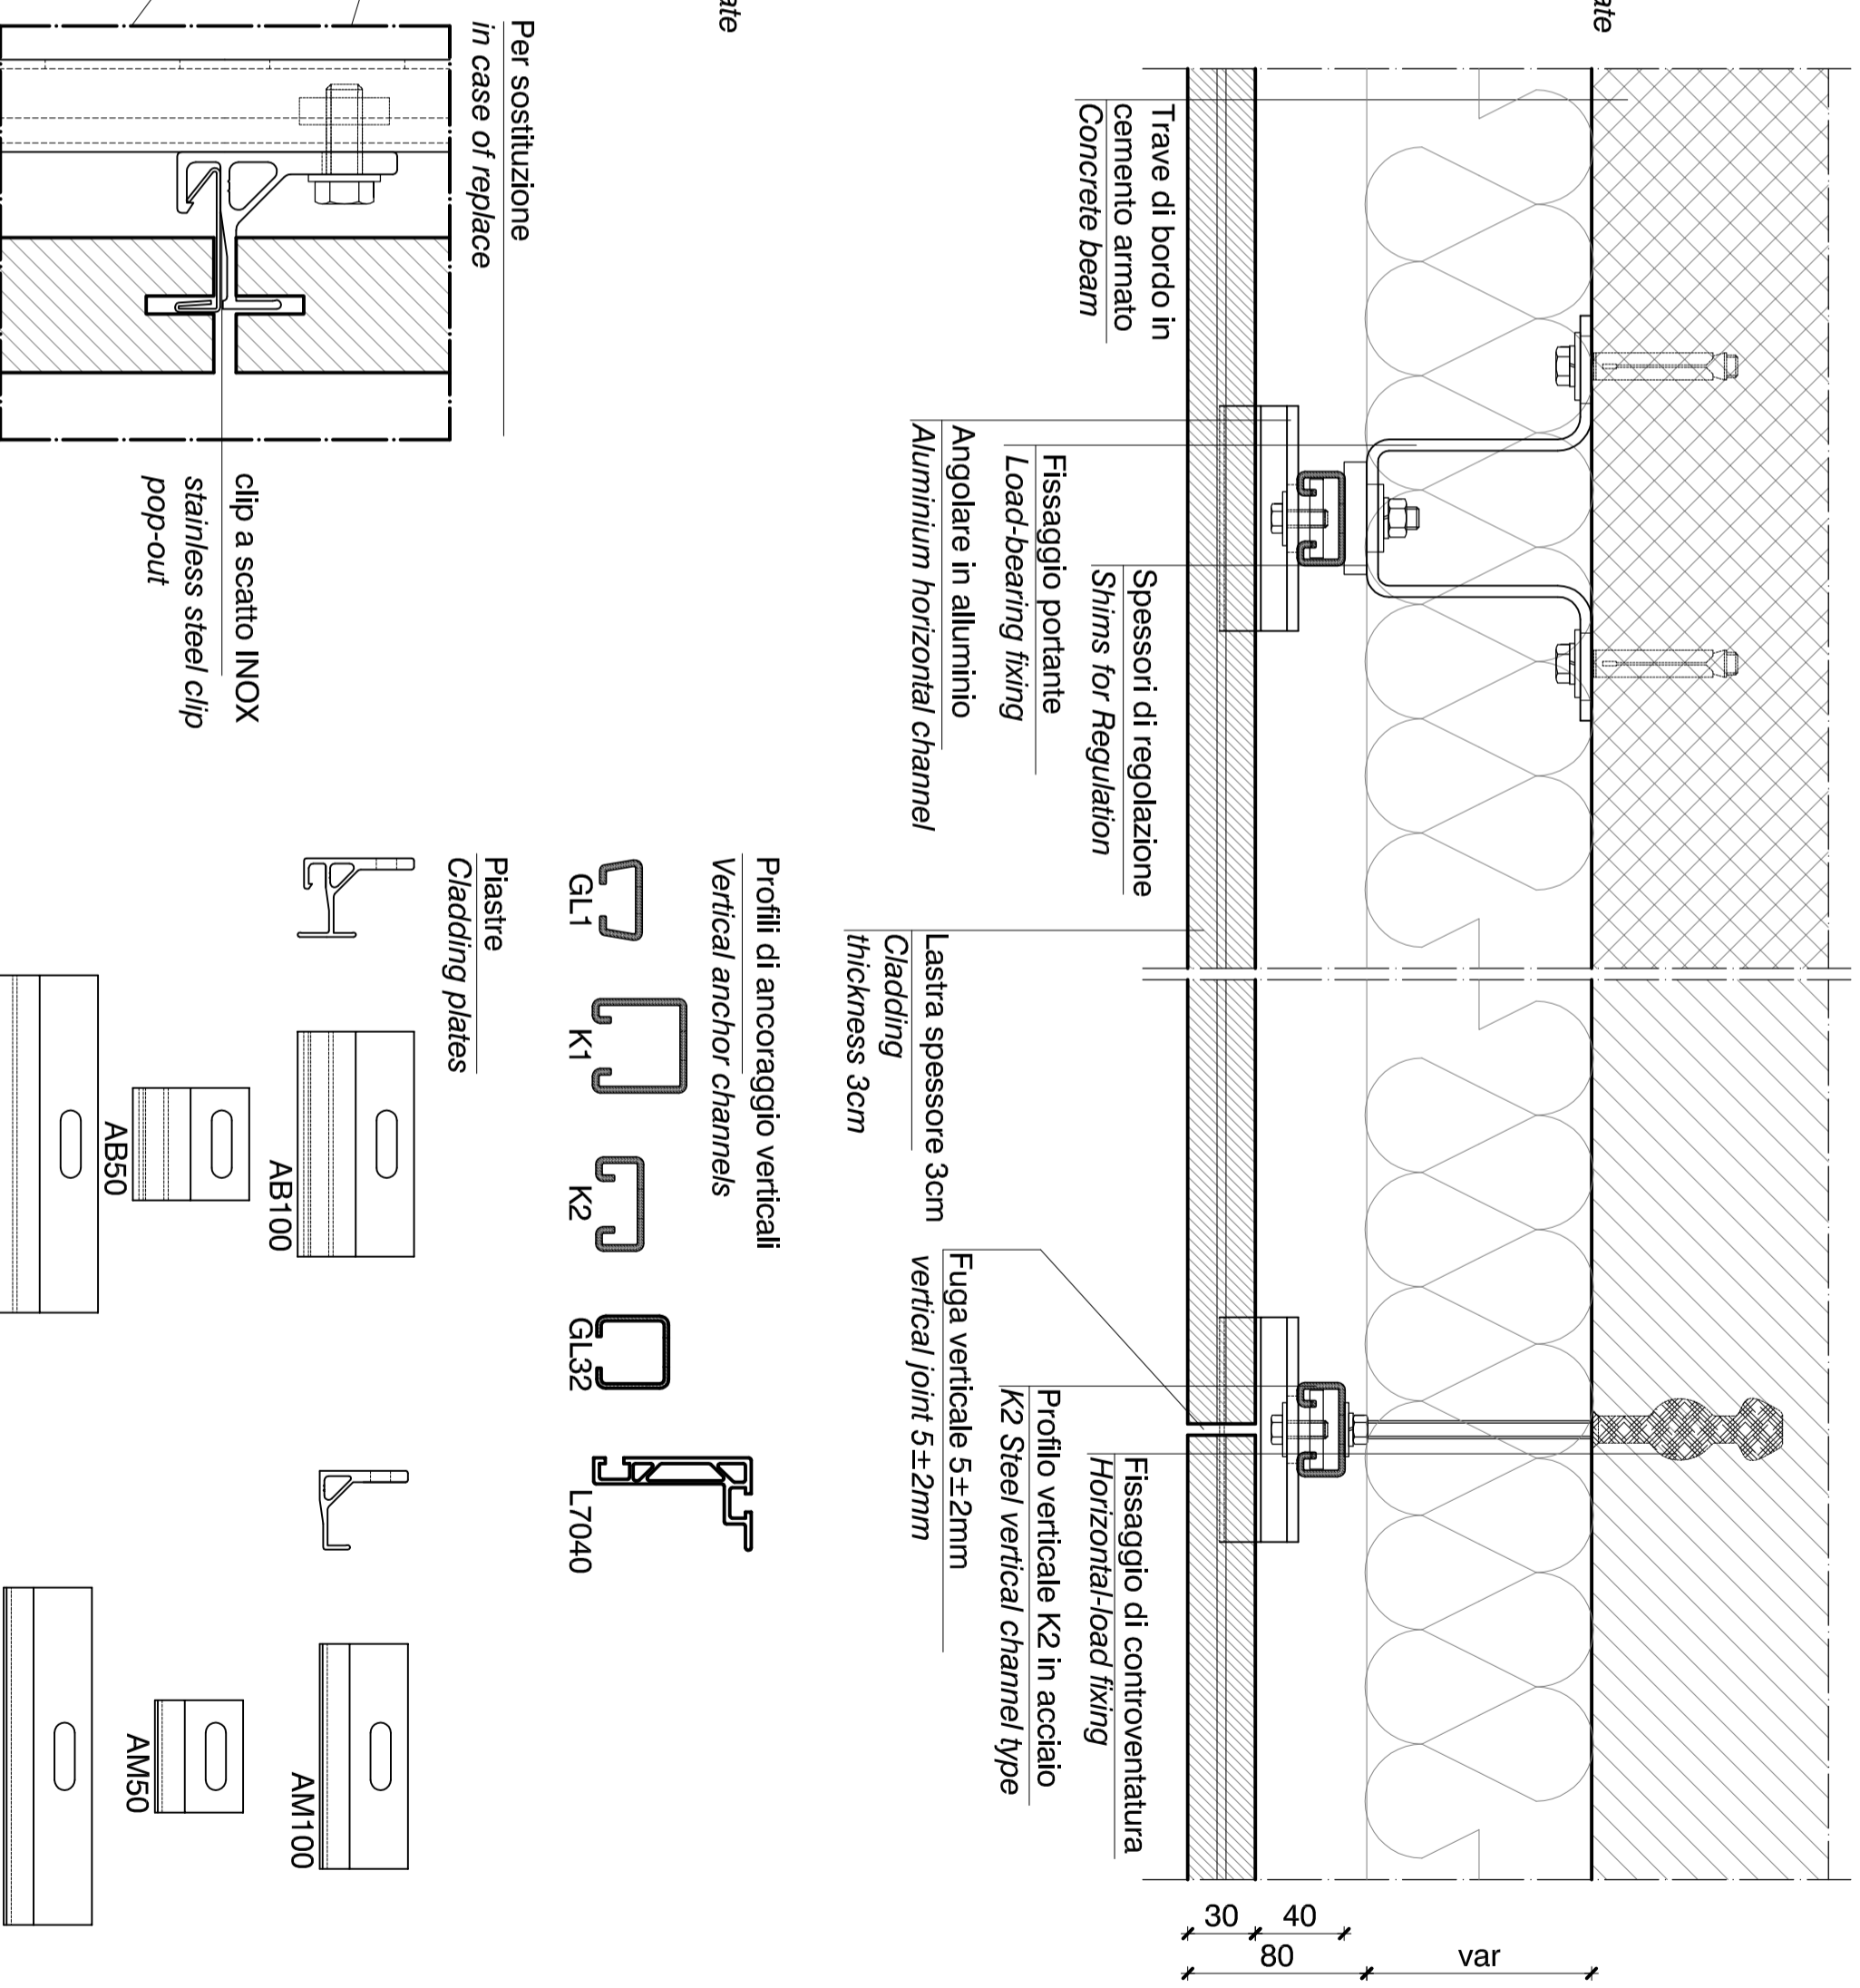 ate
ate
Trave di bordo in
cemento armato
Concrete beam
Spessori di regolazione
Shims for Regulation
Fissaggio portante
Load-bearing fixing
Angolare in alluminio
Aluminium horizontal channel
Lastra spessore 3cm
Cladding
thickness 3cm
Fissaggio di controventatura
Horizontal-load fixing
Profilo verticale K2 in acciaio
K2 Steel vertical channel type
Fuga verticale 5±2mm
vertical joint 5±2mm
30
40
80
var
Per sostituzione
in case of replace
clip a scatto INOX
stainless steel clip
pop-out
Profili di ancoraggio verticali
Vertical anchor channels
GL1
K1
K2
GL32
L7040
Piastre
Cladding plates
AB100
AB50
AM100
AM50